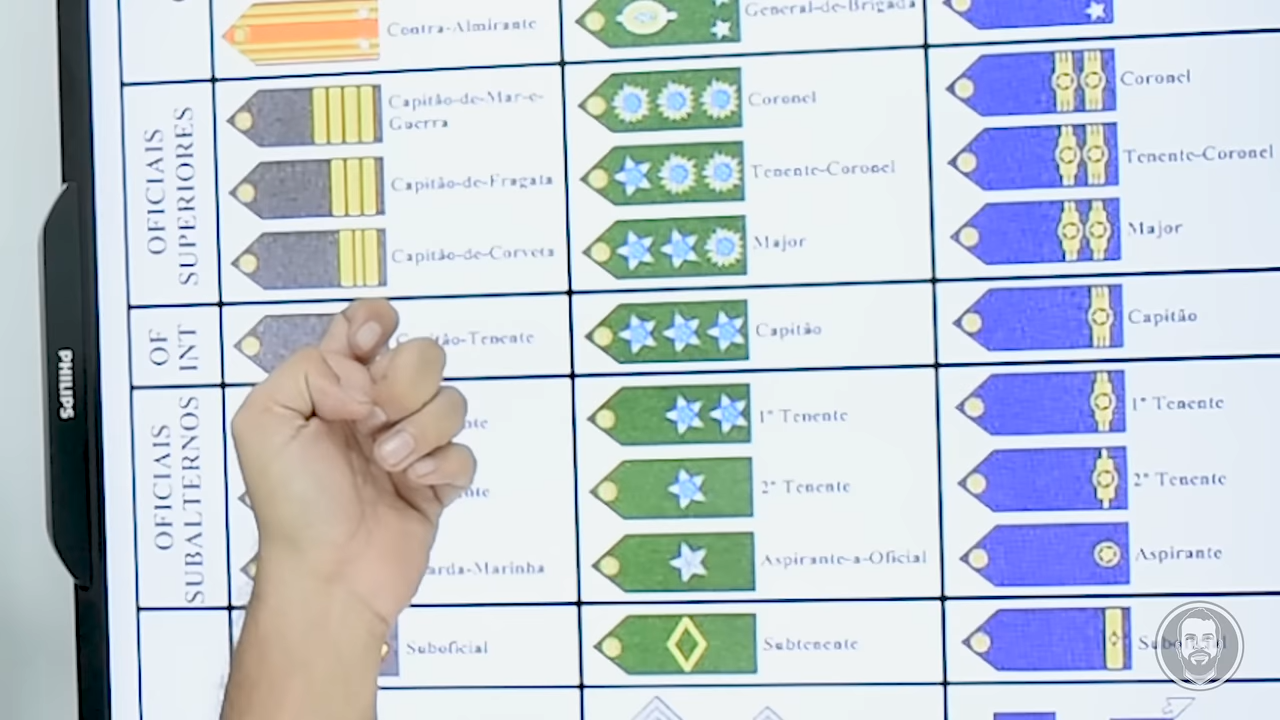 Contra-Almirante
General-de-Brigada
OFICIAIS
SUPERIORES
Capitão-de-Mar-e-
Guerra
Coronel
Coronel
Capitão-de-Fragata
Tenente-Coronel
Tenente-Coronel
Capitão-de-Corveta
Major
Major
OF
INT
Capitão
Capitão
OFICIAIS
SUBALTERNOS
1º Tenente
1º Tenente
2º Tenente
2º Tenente
Aspirante-a-Oficial
Aspirante
Suboficial
Subtenente
PHILIPS